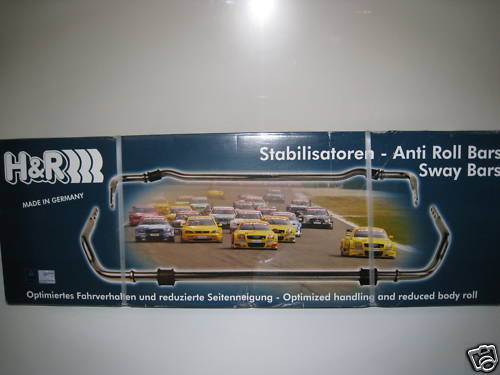 H&R
Stabilisatoren - Anti Roll Bars
Sway Bars
MADE IN GERMANY
Optimiertes Fahrverhalten und reduzierte Seitenneigung - Optimized handling and reduced body roll